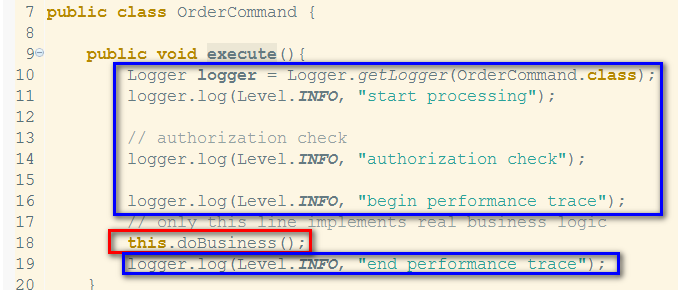 7 public class OrderCommand {
8
9 public void execute(){
10 Logger logger = Logger.getLogger(OrderCommand.class);
11 logger.log(Level.INFO, "start processing");
12
13 // authorization check
14 logger.log(Level.INFO, "authorization check");
15
16 logger.log(Level.INFO, "begin performance trace");
17 // only this line implements real business logic
18 this.doBusiness();
19 logger.log(Level.INFO, "end performance trace");
20 }